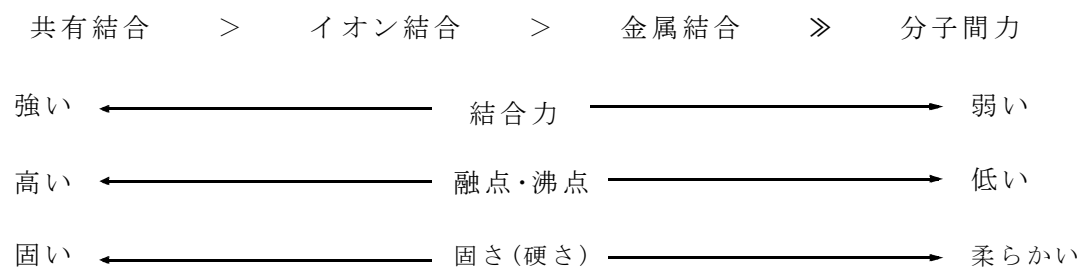 共有結合 > イオン結合 > 金属結合 ≫ 分子間力
強い 結合力 弱い
高い 融点・沸点 低い
固い 固さ(硬さ) 柔らかい